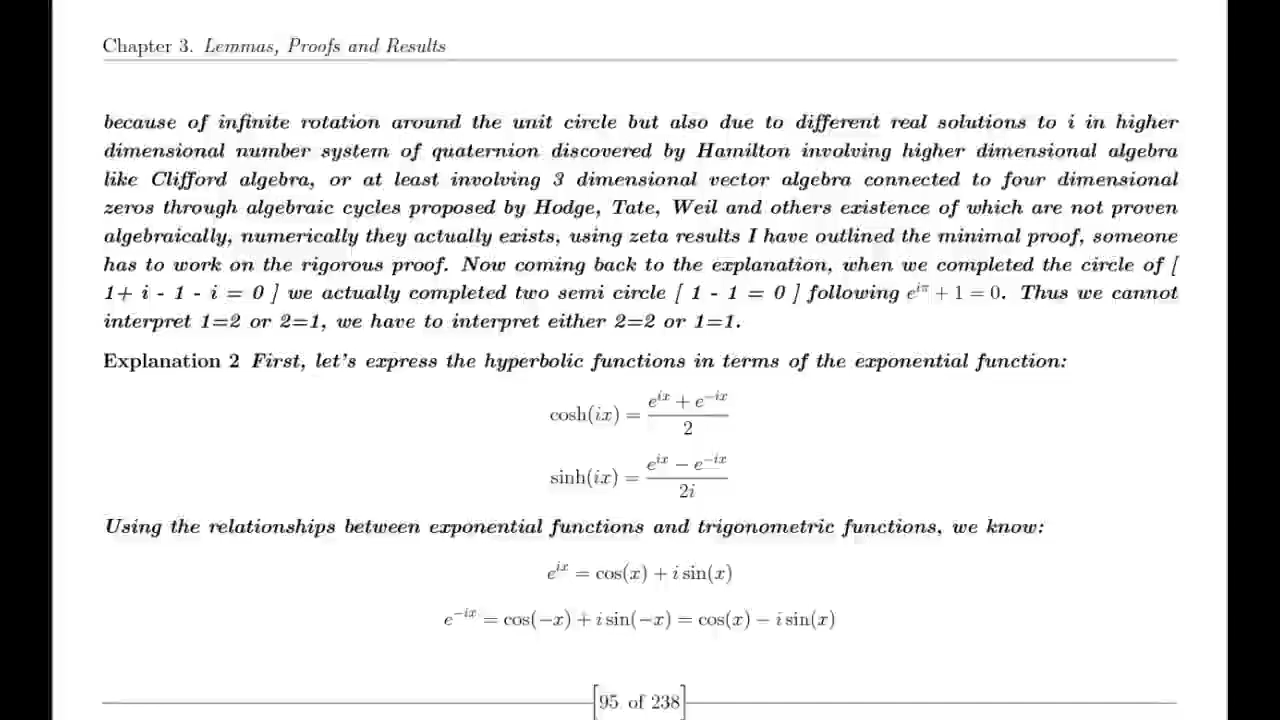 Chapter 3. Lemmas, Proofs and Results
because of infinite rotation around the unit circle but also due to different real solutions to i in higher
dimensional number system of quaternion discovered by Hamilton involving higher dimensional algebra
like Clifford algebra, or at least involving 3 dimensional vector algebra connected to four dimensional
zeros through algebraic cycles proposed by Hodge, Tate, Weil and others existence of which are not proven
algebraically, numerically they actually exists, using zeta results I have outlined the minimal proof, someone
has to work on the rigorous proof. Now coming back to the explanation, when we completed the circle of [
1+ i - 1 - i = 0 ] we actually completed two semi circle [ 1 - 1 = 0 ] following e^{iπ} + 1 = 0. Thus we cannot
interpret 1=2 or 2=1, we have to interpret either 2=2 or 1=1.
Explanation 2 First, let's express the hyperbolic functions in terms of the exponential function:
cosh(ix) = \frac{e^{ix} + e^{-ix}}{2}
sinh(ix) = \frac{e^{ix} − e^{-ix}}{2i}
Using the relationships between exponential functions and trigonometric functions, we know:
e^{ix} = cos(x) + i sin(x)
e^{-ix} = cos(−x) + i sin(−x) = cos(x) − i sin(x)
[95 of 238]